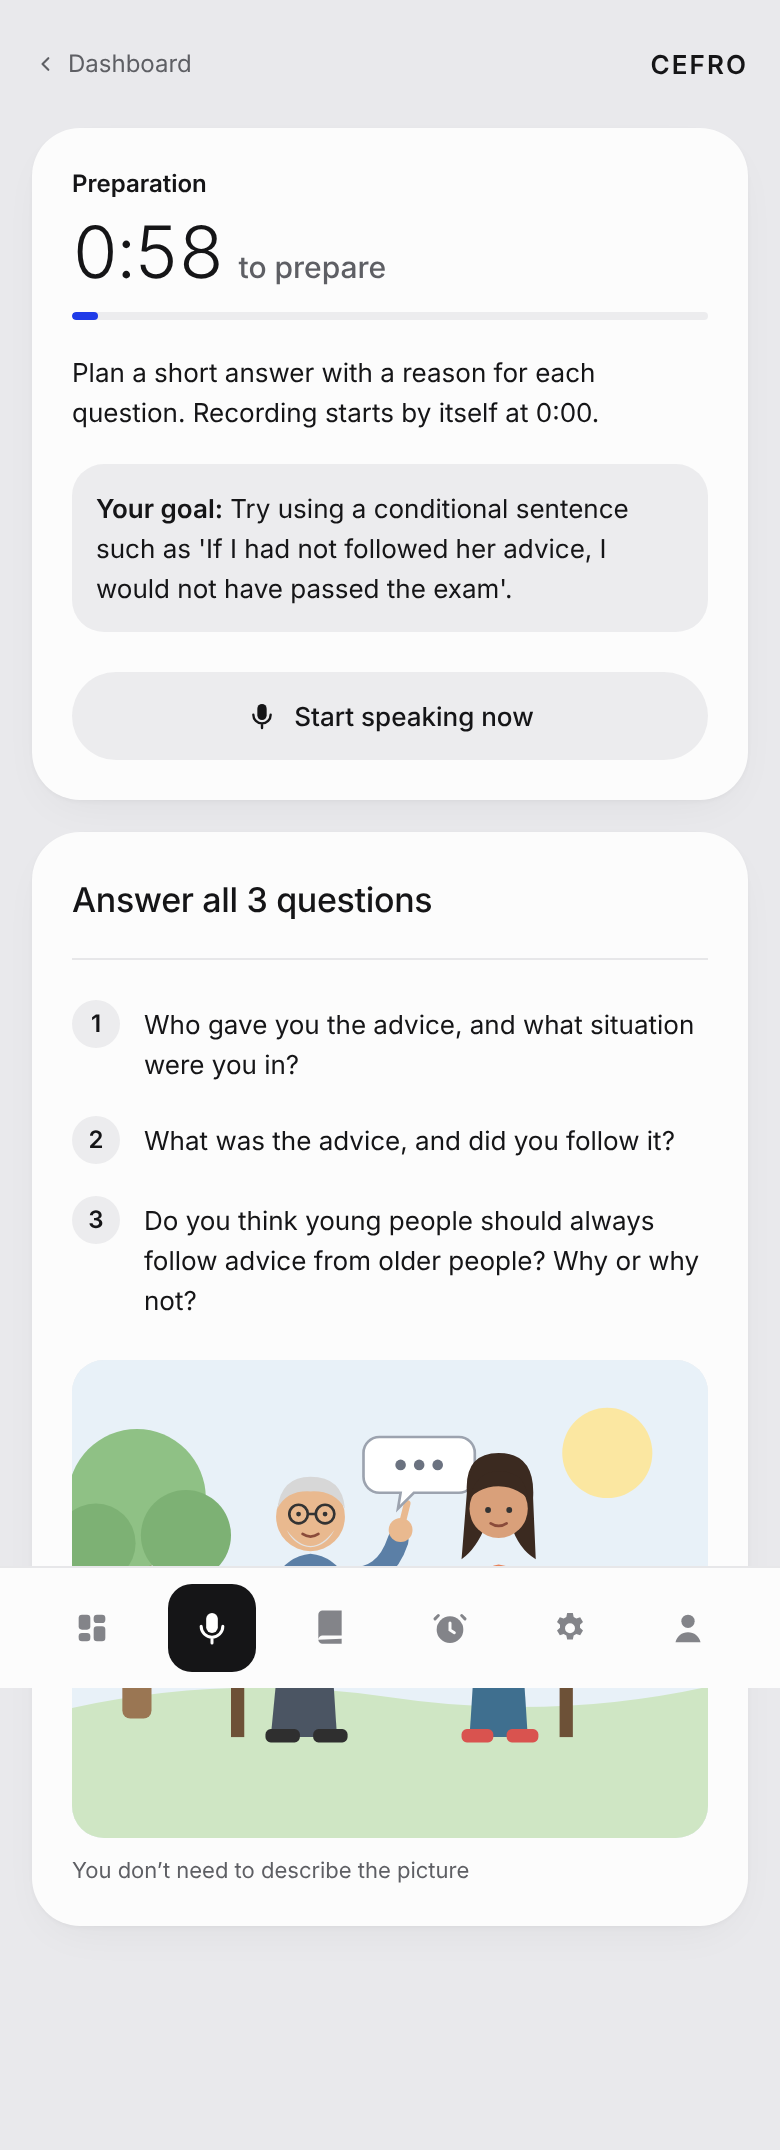 Dashboard
CEFRO
Preparation
0:58 to prepare
Plan a short answer with a reason for each
question. Recording starts by itself at 0:00.
Your goal: Try using a conditional sentence
such as 'If I had not followed her advice, I
would not have passed the exam'.
Start speaking now
Answer all 3 questions
1 Who gave you the advice, and what situation
were you in?
2 What was the advice, and did you follow it?
3 Do you think young people should always
follow advice from older people? Why or why
not?
You don’t need to describe the picture